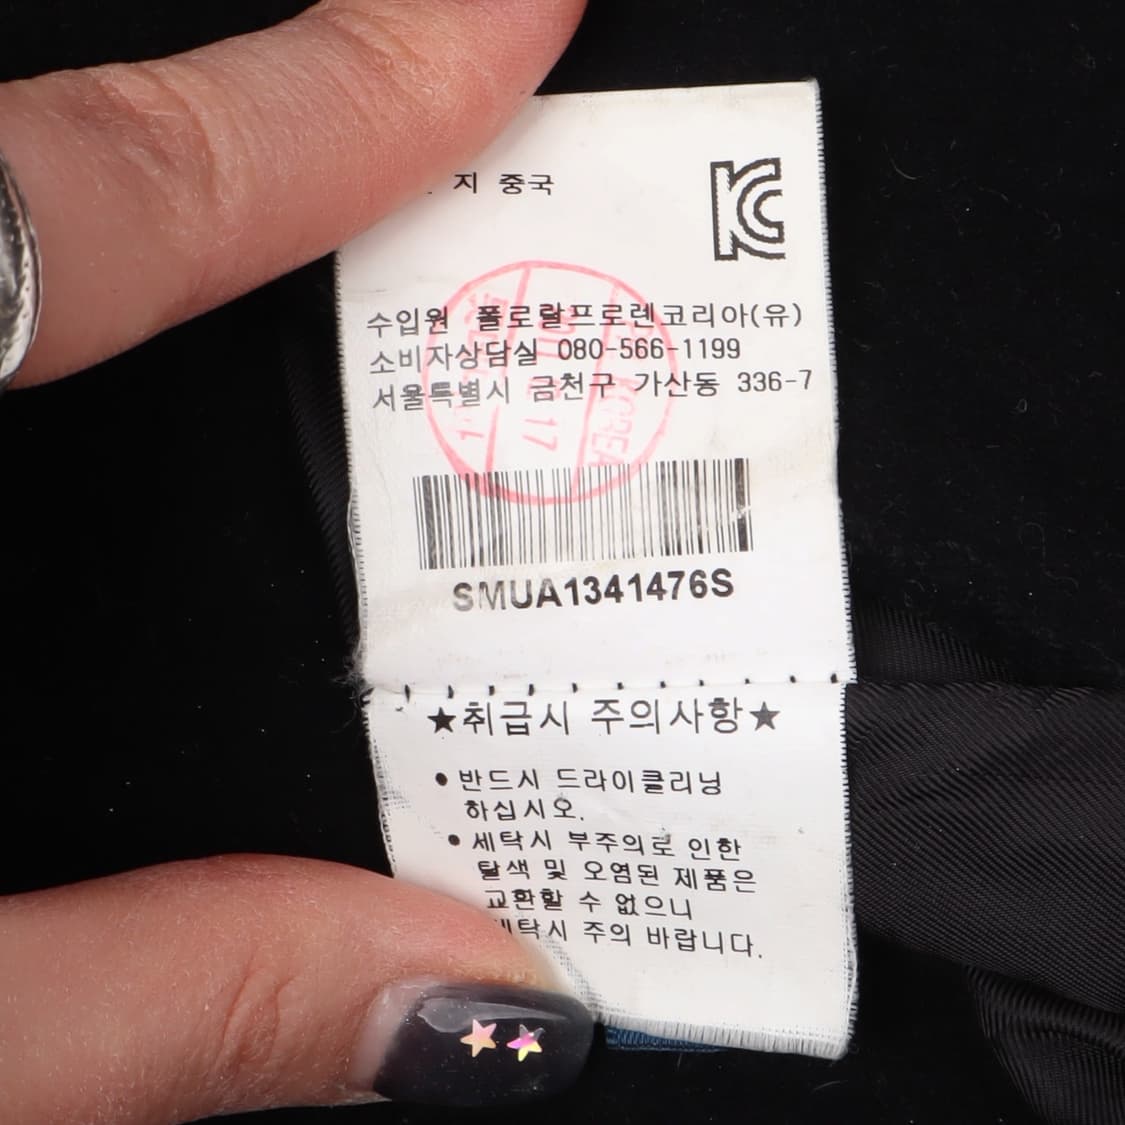 지 중국
KC
수입원 폴로랄프로렌코리아(유)
소비자상담실 080-566-1199
서울특별시 금천구 가산동 336-7
KOREA
17
SMUA1341476S
★취급시 주의사항★
• 반드시 드라이클리닝
하십시오.
• 세탁시 부주의로 인한
탈색 및 오염된 제품은
교환할 수 없으니
세탁시 주의 바랍니다.